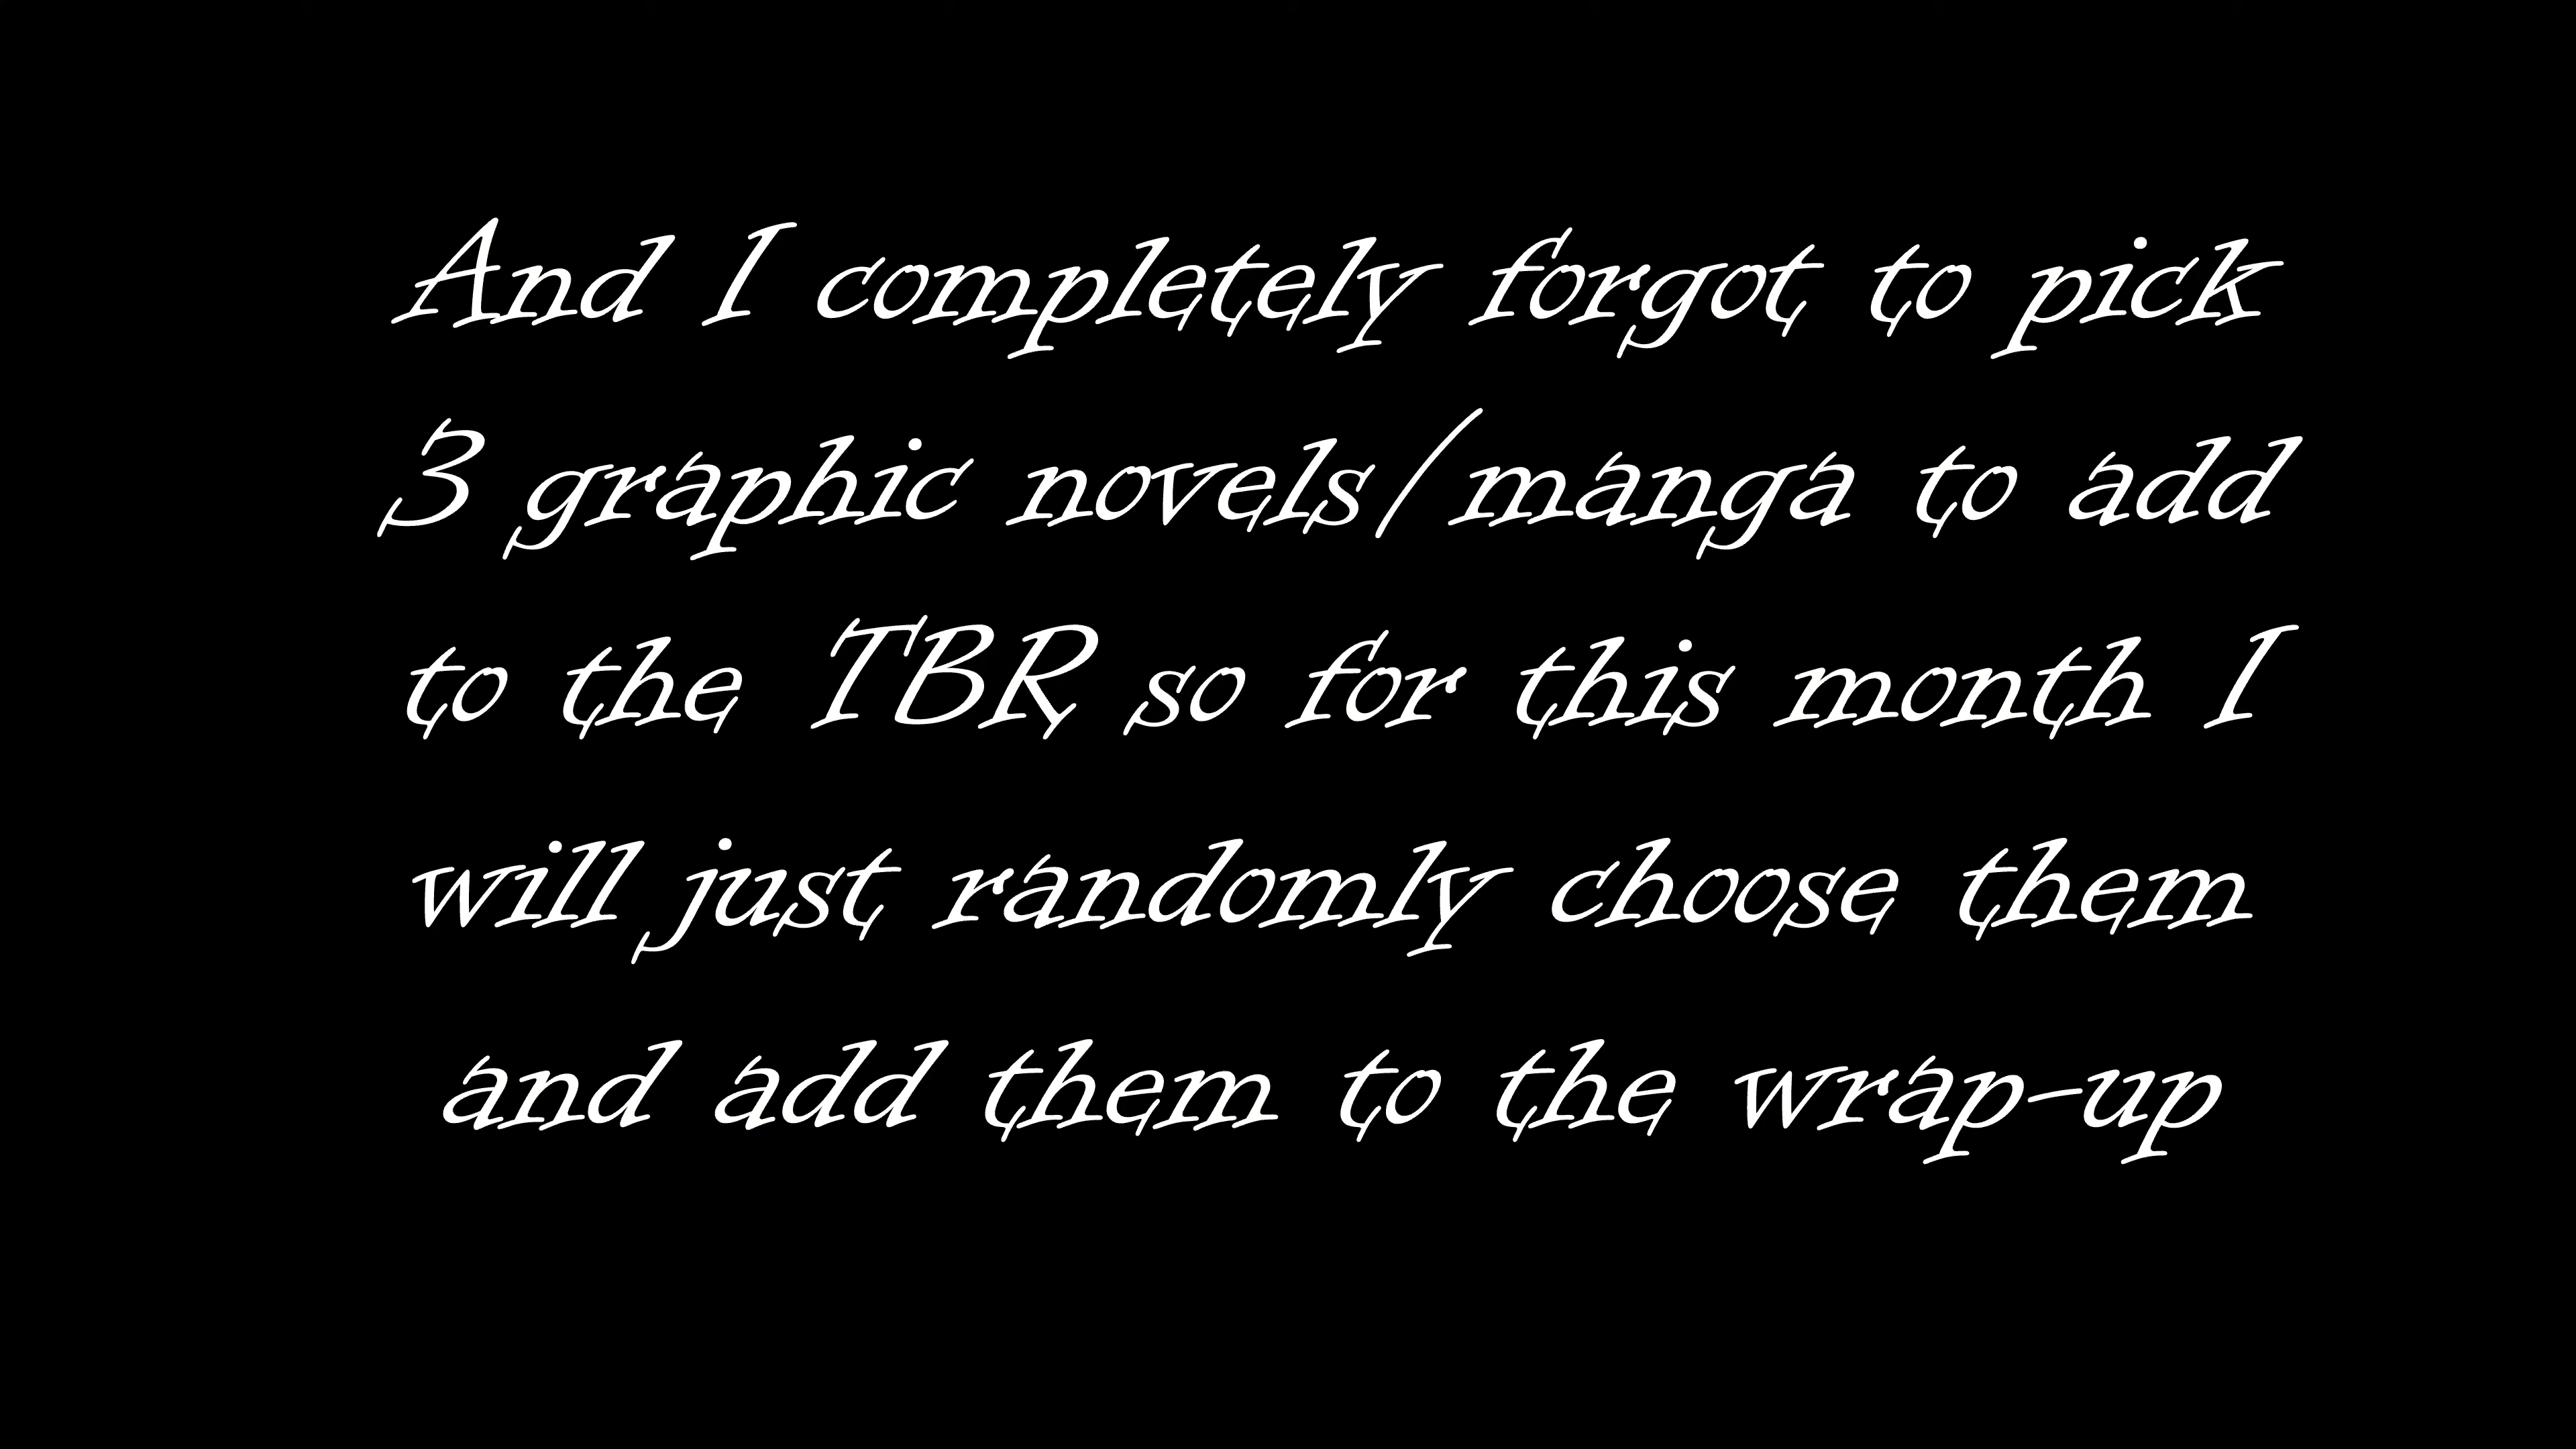 And I completely forgot to pick
3 graphic novels/manga to add
to the TBR so for this month I
will just randomly choose them
and add them to the wrap-up